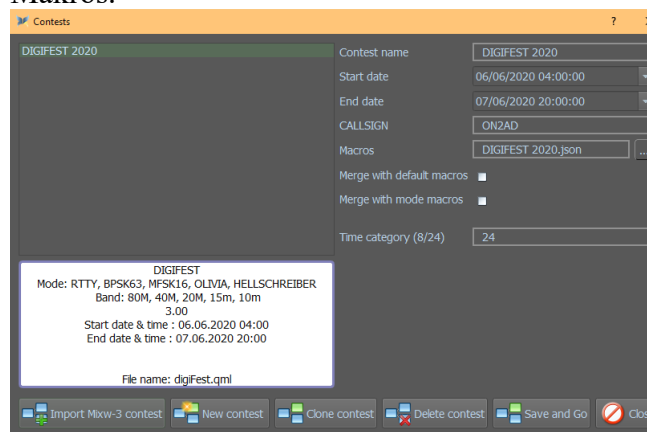 Makros:
Contests
?
DIGIFEST 2020
Contest name
DIGIFEST 2020
Start date
06/06/2020 04:00:00
End date
07/06/2020 20:00:00
CALLSIGN
ON2AD
Macros
DIGIFEST 2020.json
...
Merge with default macros
Merge with mode macros
Time category (8/24)
24
DIGIFEST
Mode: RTTY, BPSK63, MFSK16, OLIVIA, HELLSCHREIBER
Band: 80M, 40M, 20M, 15m, 10m
3.00
Start date & time : 06.06.2020 04:00
End date & time : 07.06.2020 20:00
File name: digiFest.qml
Import Mixw-3 contest
New contest
Clone contest
Delete contest
Save and Go
Clos